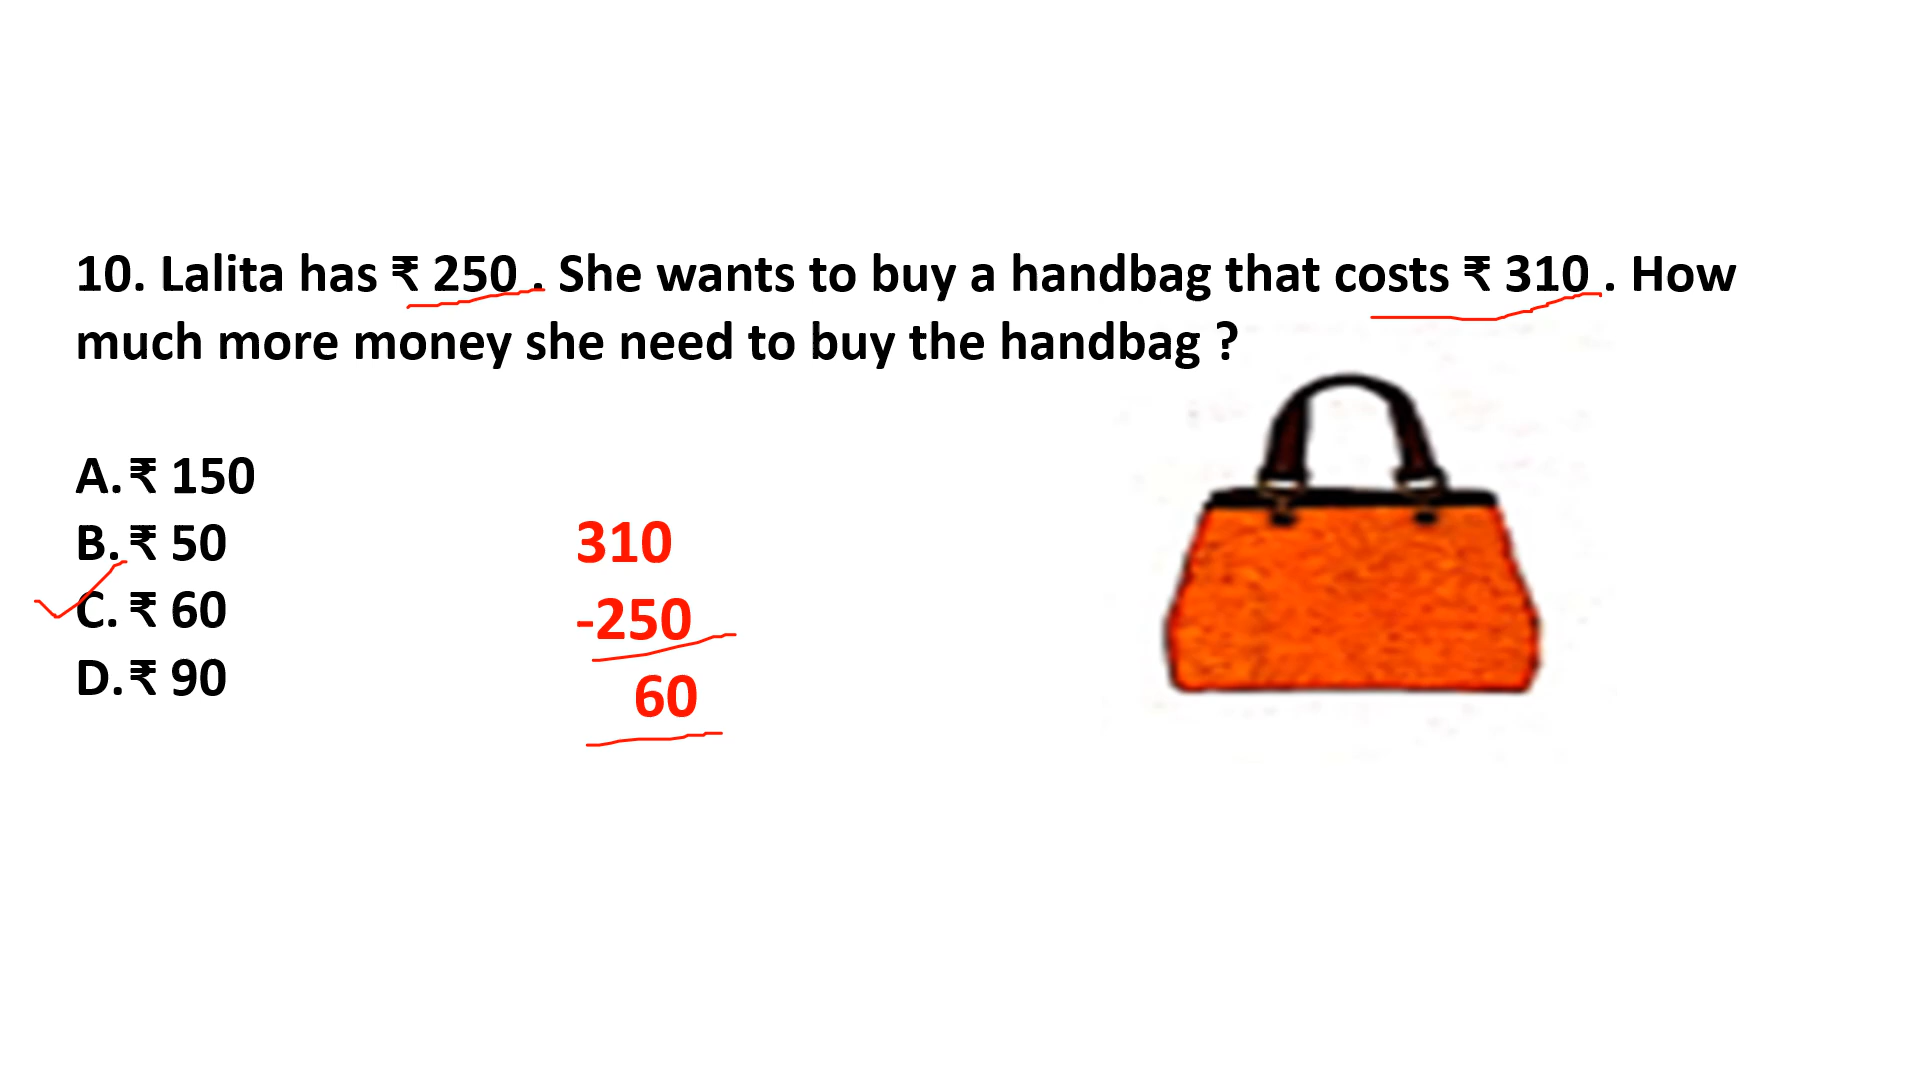 10. Lalita has ₹ 250 . She wants to buy a handbag that costs ₹ 310 . How
much more money she need to buy the handbag ?
A. ₹ 150
B. ₹ 50
C. ₹ 60
D. ₹ 90
310
-250
60